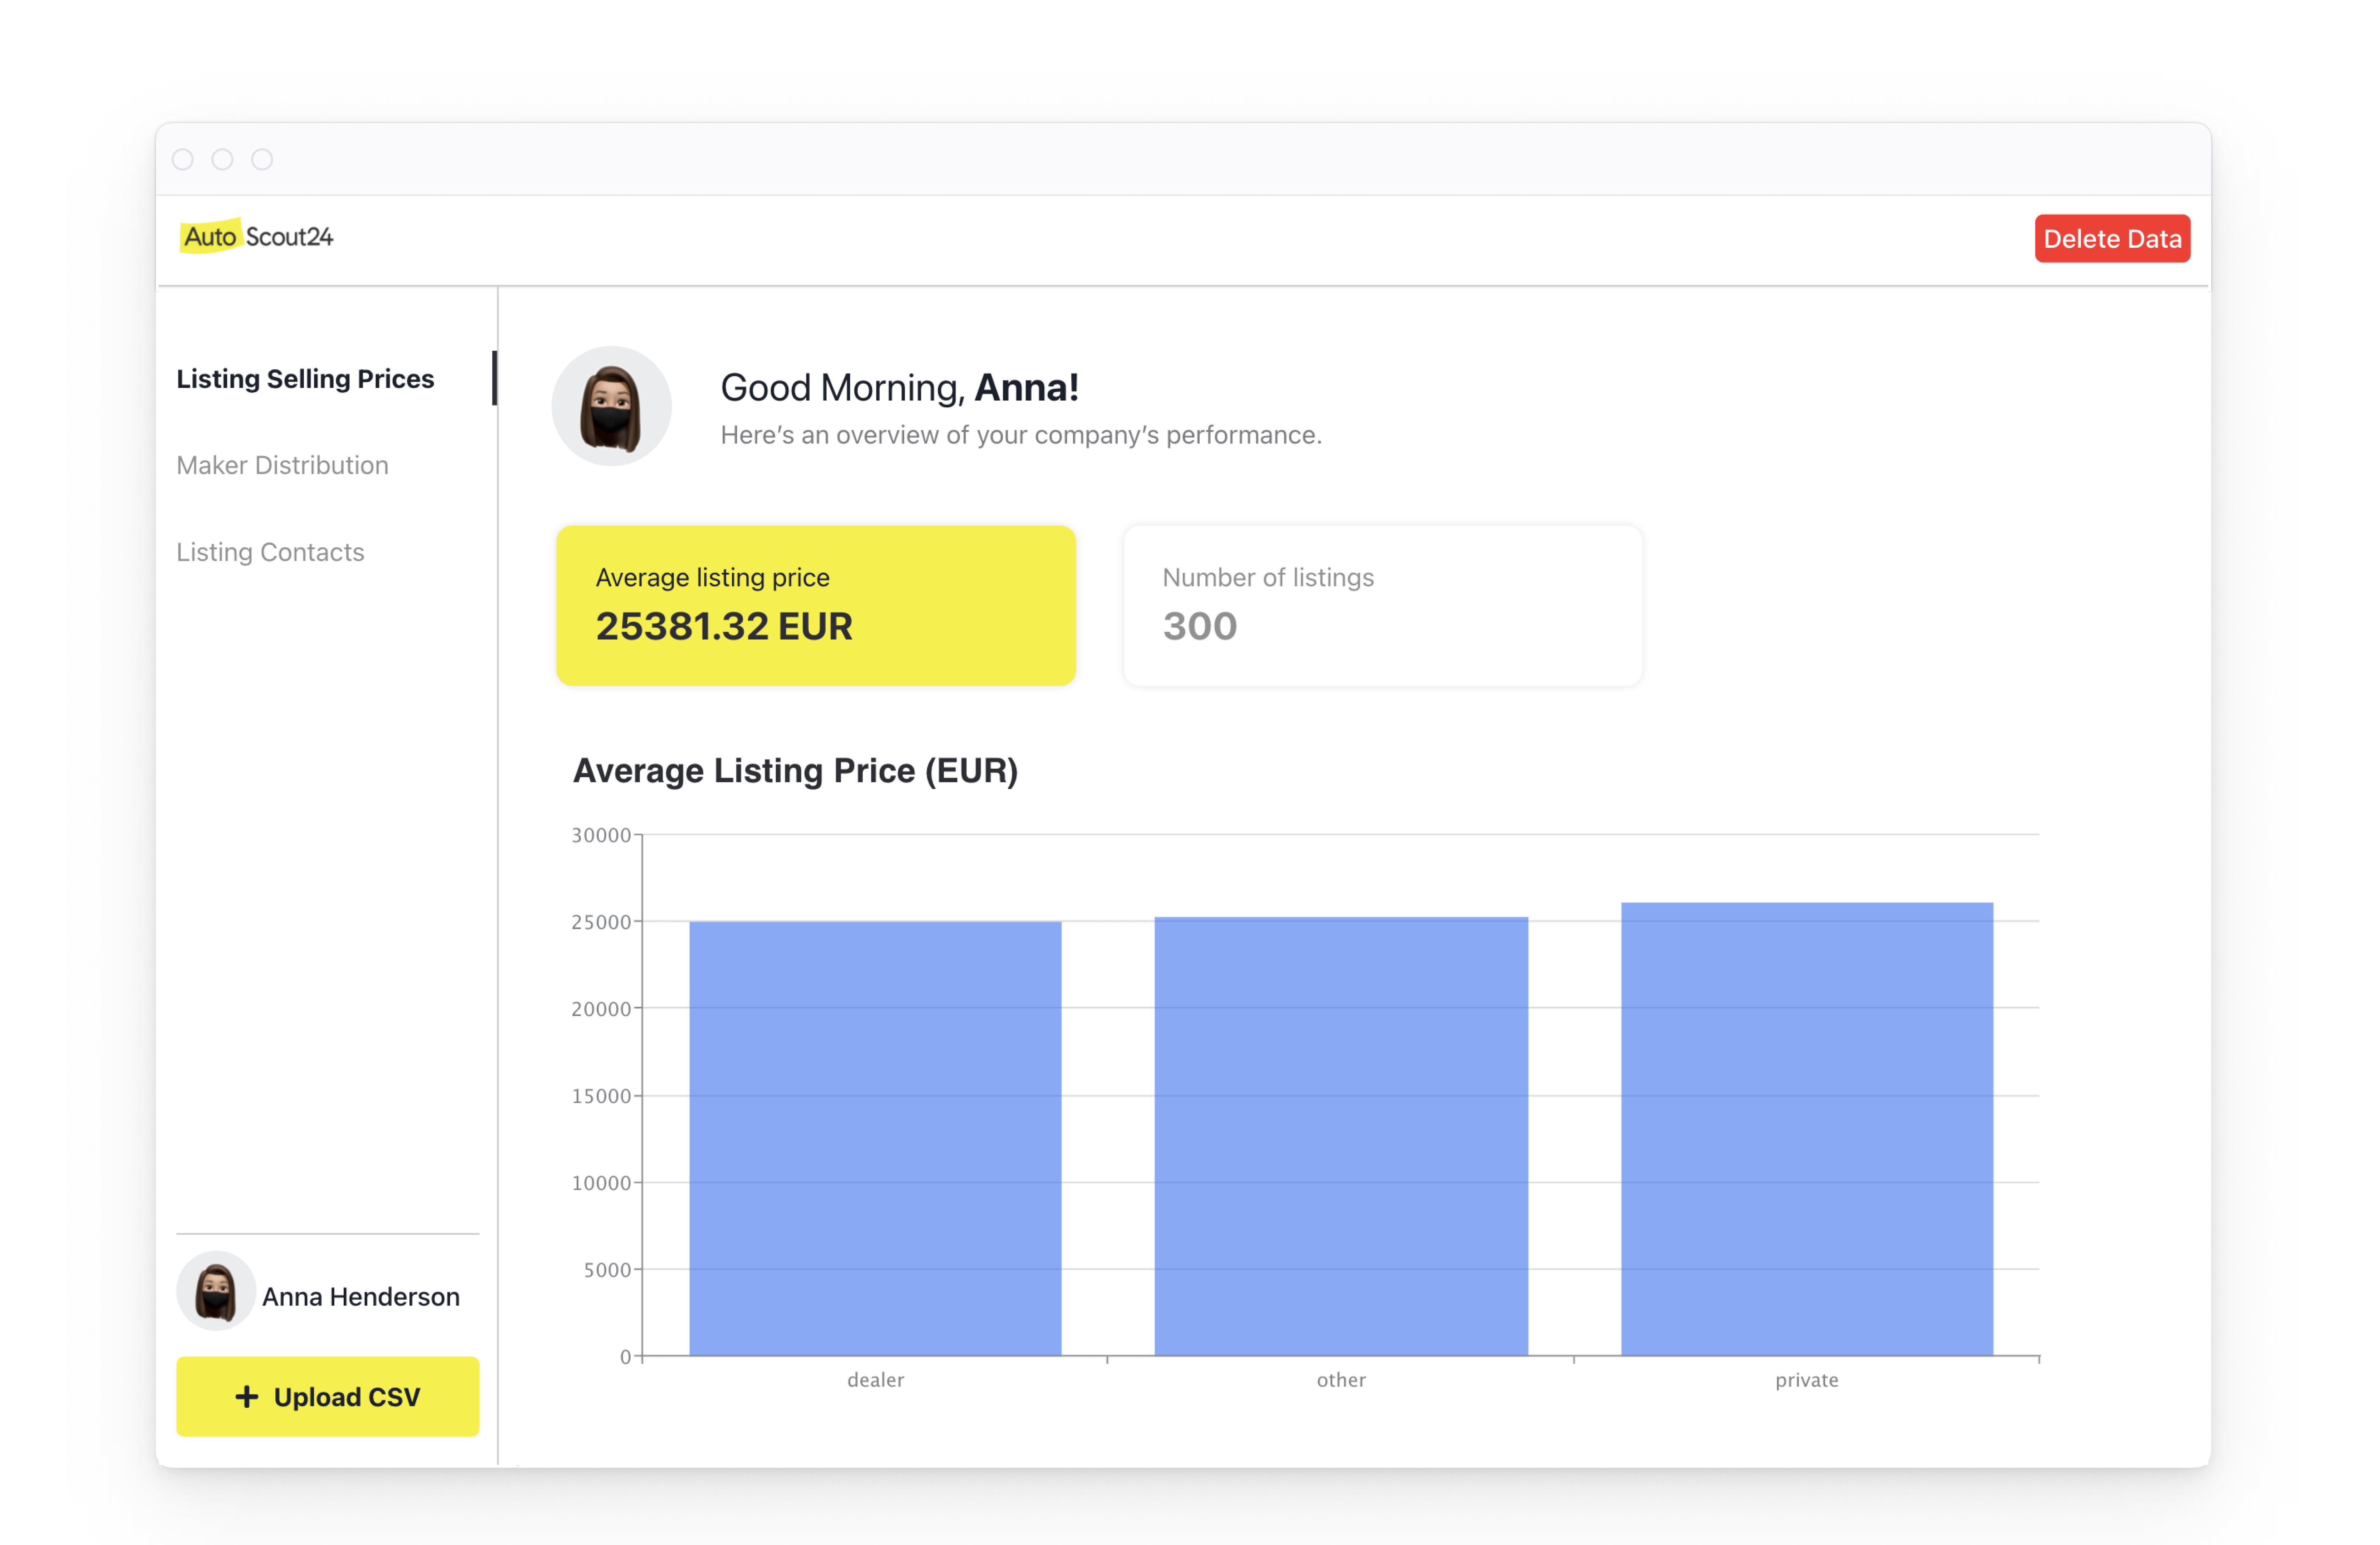 Auto Scout24
Delete Data
Listing Selling Prices
Maker Distribution
Listing Contacts
Anna Henderson
+ Upload CSV
Good Morning, Anna!
Here’s an overview of your company’s performance.
Average listing price
25381.32 EUR
Number of listings
300
Average Listing Price (EUR)
30000
25000
20000
15000
10000
5000
0
dealer other private